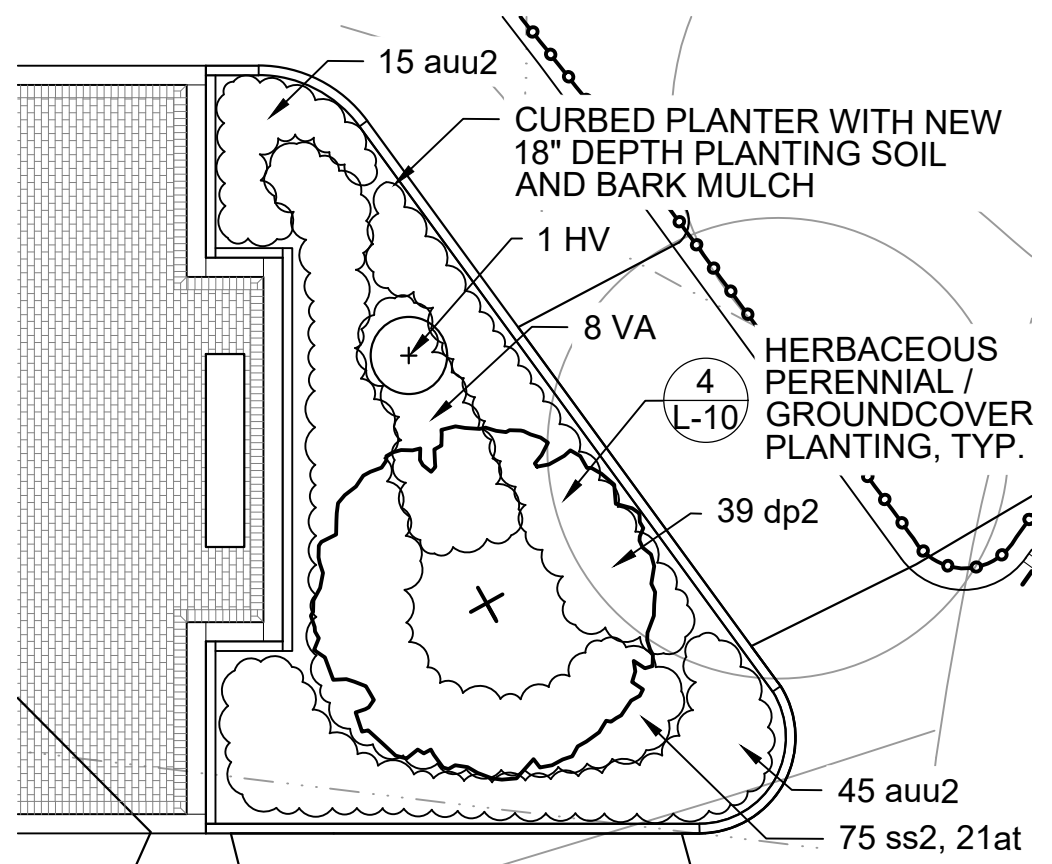 15 auu2
CURBED PLANTER WITH NEW
18" DEPTH PLANTING SOIL
AND BARK MULCH
1 HV
8 VA
4
L-10
HERBACEOUS
PERENNIAL /
GROUNDCOVER
PLANTING, TYP.
39 dp2
45 auu2
75 ss2, 21at